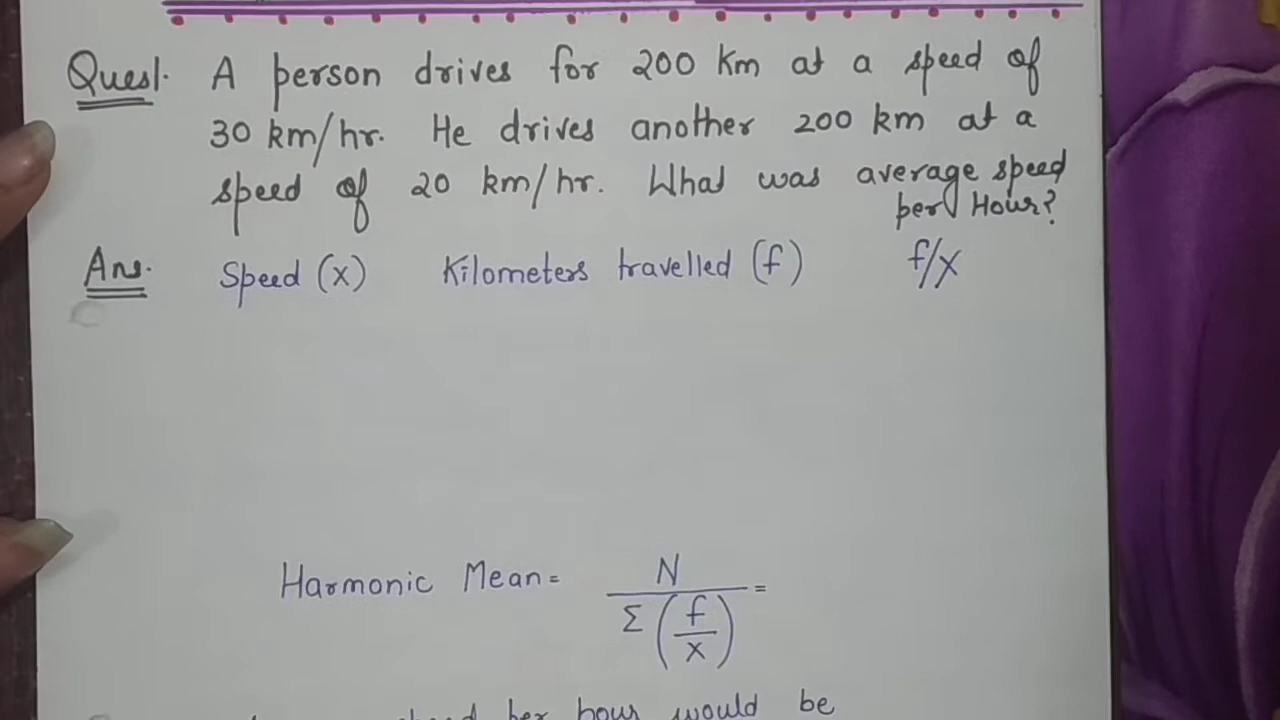 Ques1. A person drives for 200 Km at a speed of
30 km/hr. He drives another 200 km at a
speed of 20 km/hr. What was average speed
per Hour?
Ans. Speed (x) Kilometers travelled (f) f/x
Harmonic Mean = N / Σ (f/x) =
per hour would be